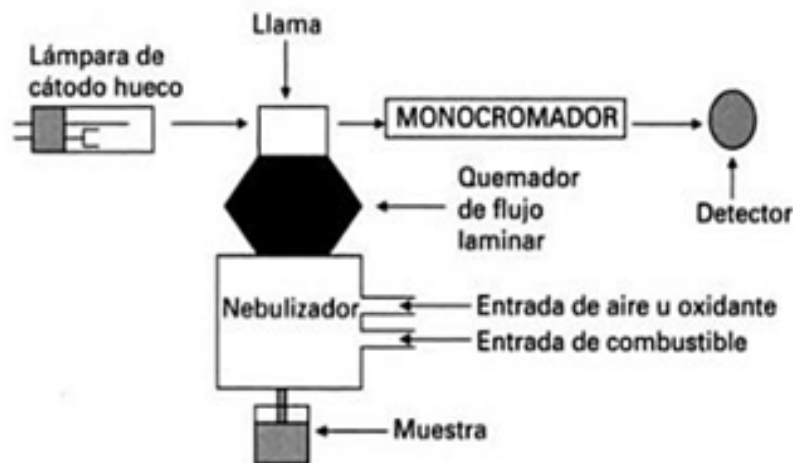 Llama
Lámpara de
cátodo hueco
MONOCROMADOR
Quemador
de flujo
laminar
Detector
Nebulizador
Entrada de aire u oxidante
Entrada de combustible
Muestra